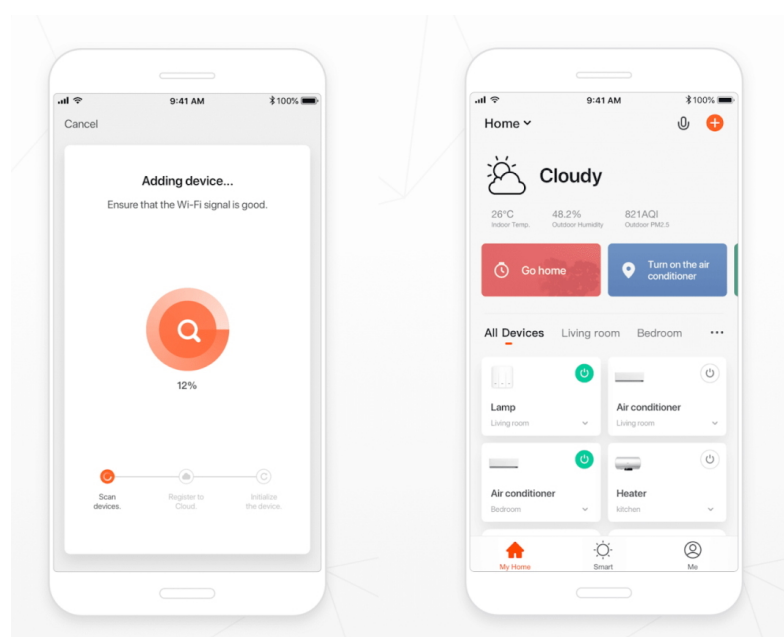 9:41 AM
100%
Cancel
Adding device...
Ensure that the Wi-Fi signal is good.
12%
Scan
devices.
Register to
Cloud.
Initialize
the device.
9:41 AM
100%
Home
Cloudy
26°C
48.2%
821AQI
Indoor Temp.
Outdoor Humidity
Outdoor PM2.5
Go home
Turn on the air
conditioner
All Devices
Living room
Bedroom
Lamp
Living room
Air conditioner
Living room
Air conditioner
Bedroom
Heater
kitchen
My Home
Smart
Me